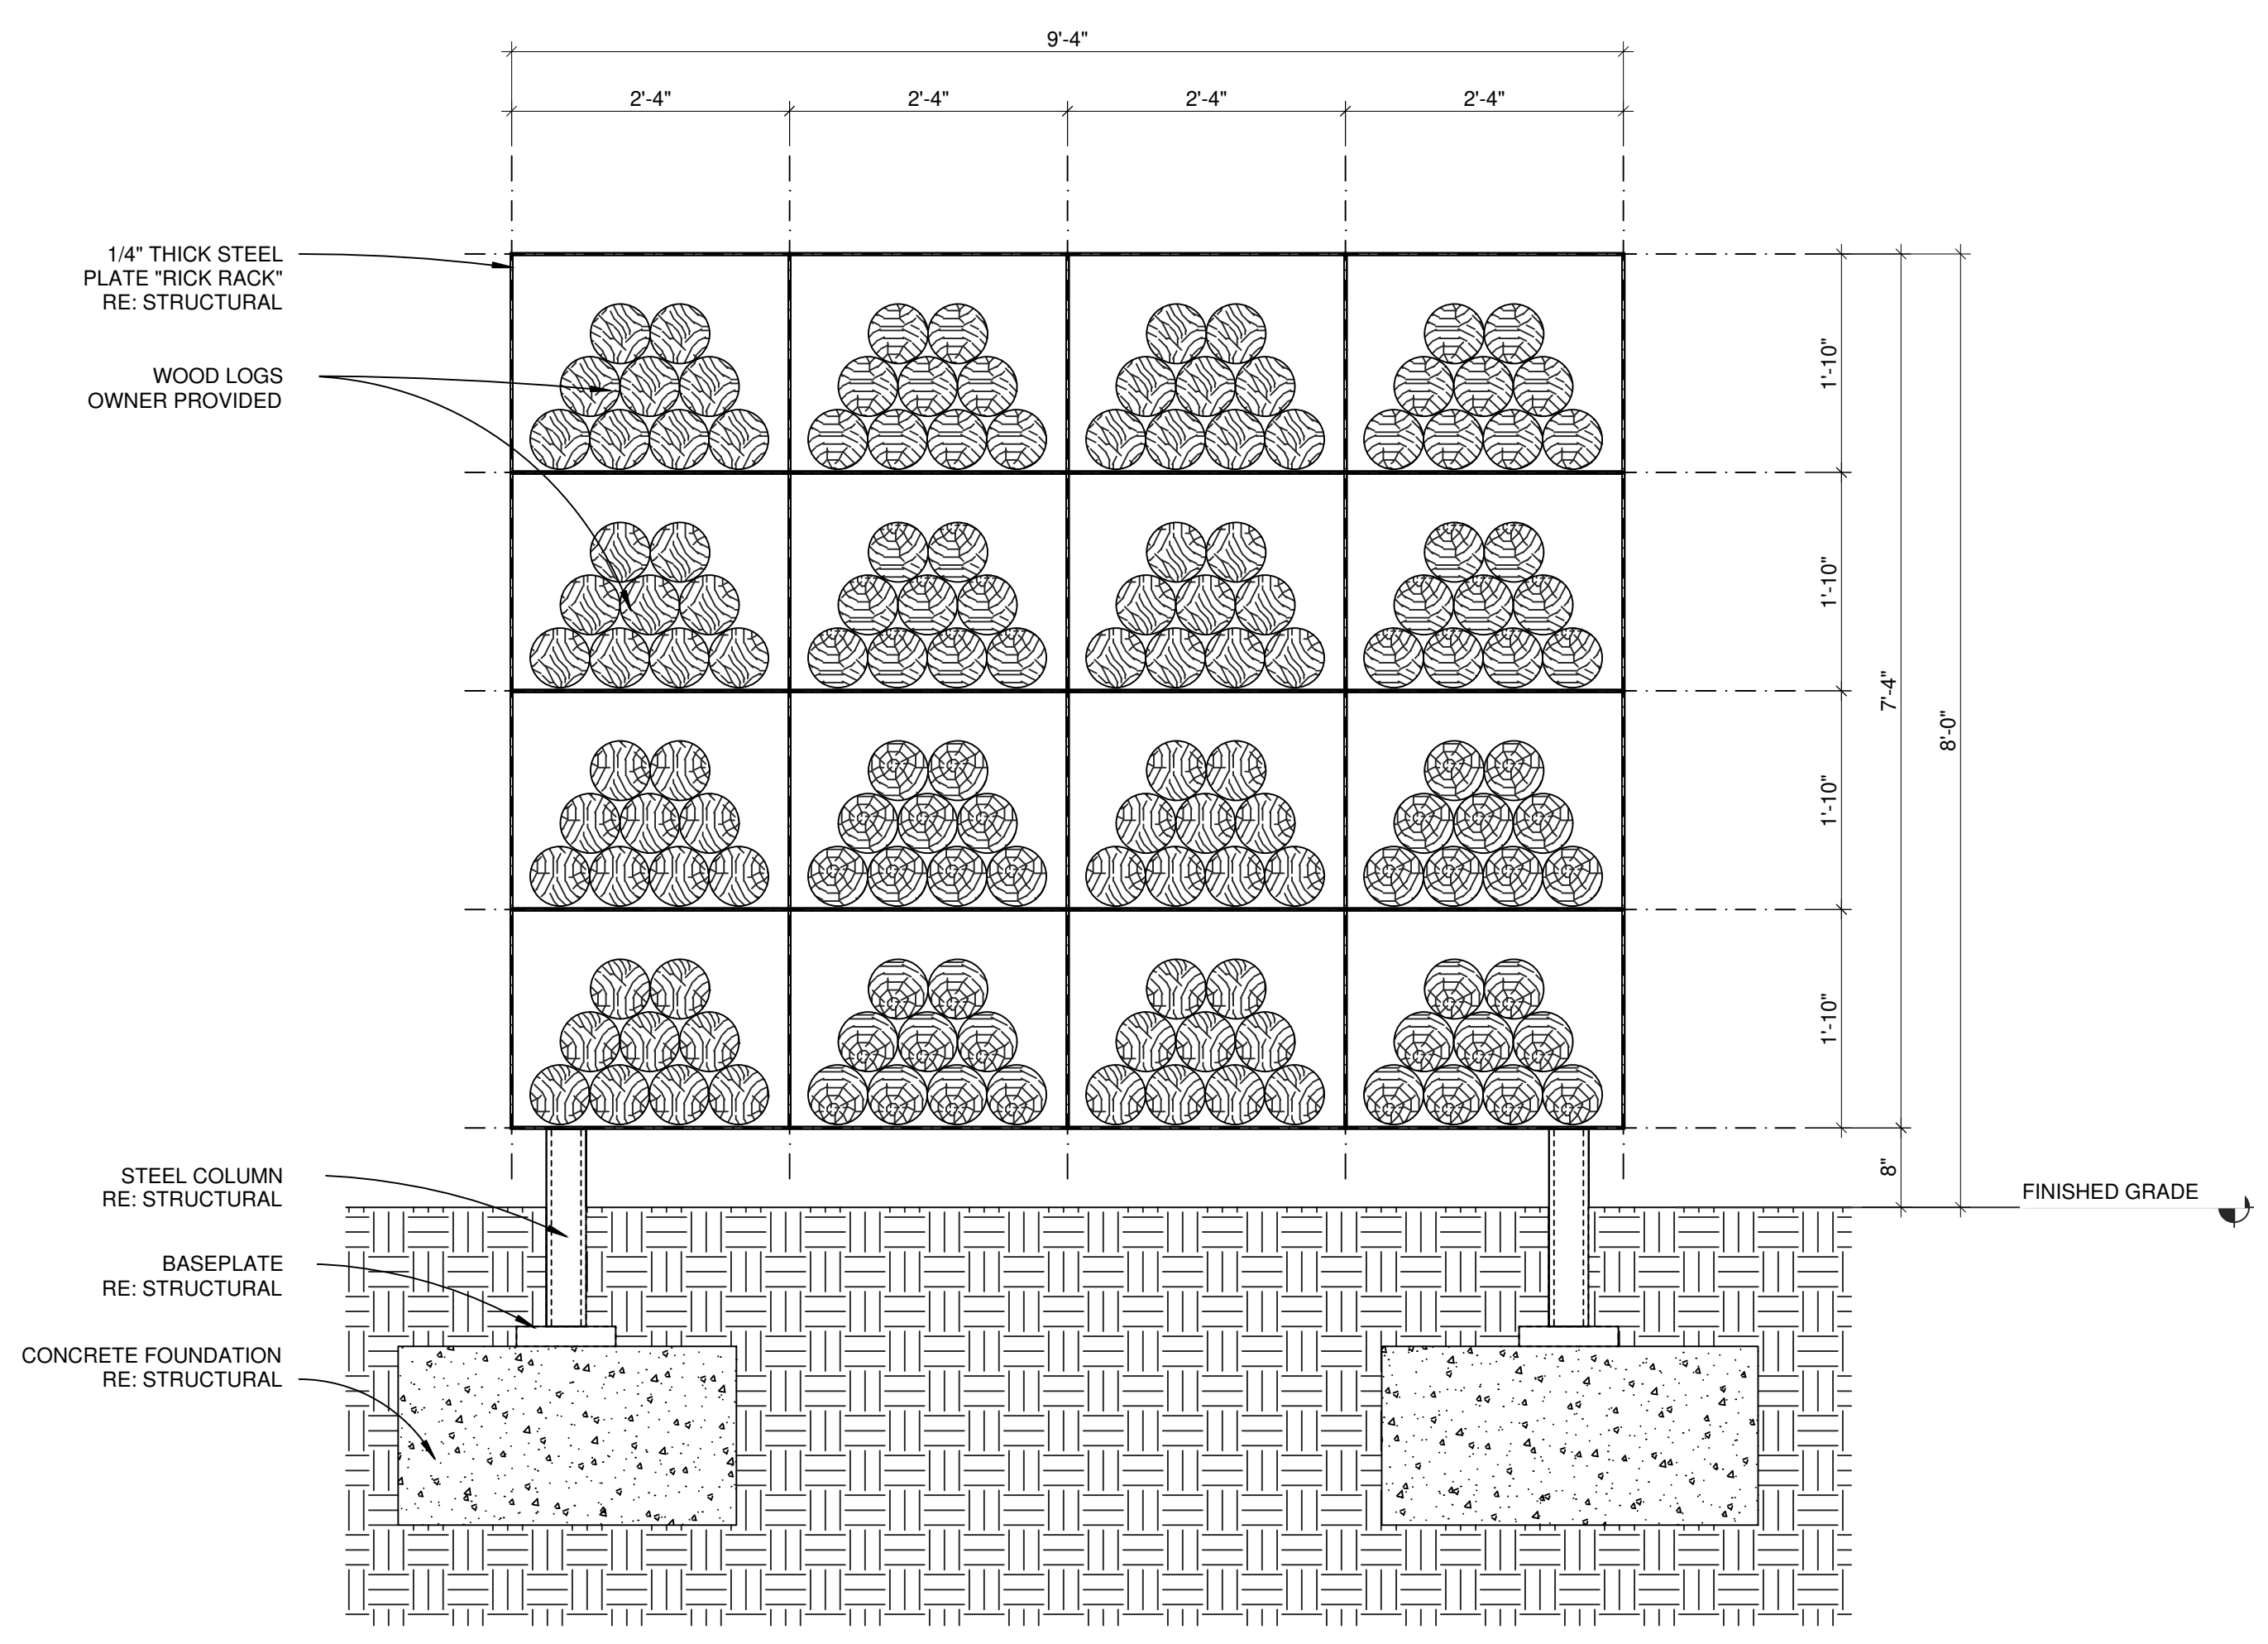 9'-4"
2'-4" 2'-4" 2'-4" 2'-4"
1/4" THICK STEEL
PLATE "RICK RACK"
RE: STRUCTURAL
WOOD LOGS
OWNER PROVIDED
1'-10"
1'-10"
1'-10"
1'-10"
7'-4"
8'-0"
8"
STEEL COLUMN
RE: STRUCTURAL
FINISHED GRADE
BASEPLATE
RE: STRUCTURAL
CONCRETE FOUNDATION
RE: STRUCTURAL